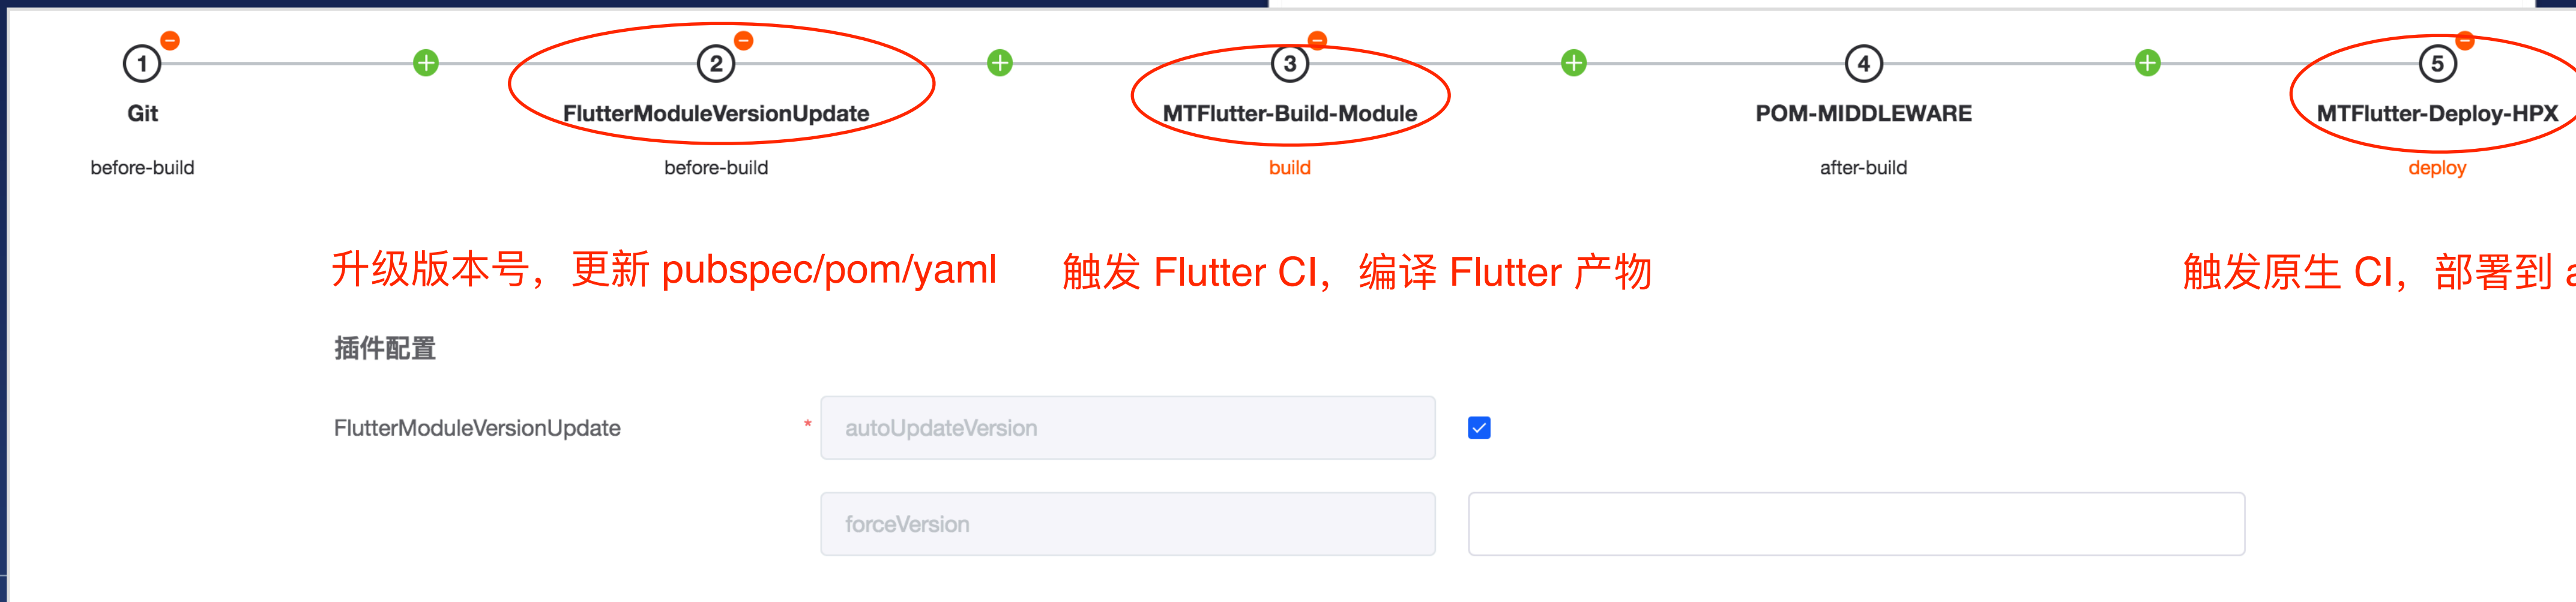 1 2 3 4 5
Git FlutterModuleVersionUpdate MTFlutter-Build-Module POM-MIDDLEWARE MTFlutter-Deploy-HPX
before-build before-build build after-build deploy
升级版本号，更新 pubspec/pom/yaml 触发 Flutter CI，编译 Flutter 产物 触发原生 CI，部署到
插件配置
FlutterModuleVersionUpdate * autoUpdateVersion
forceVersion